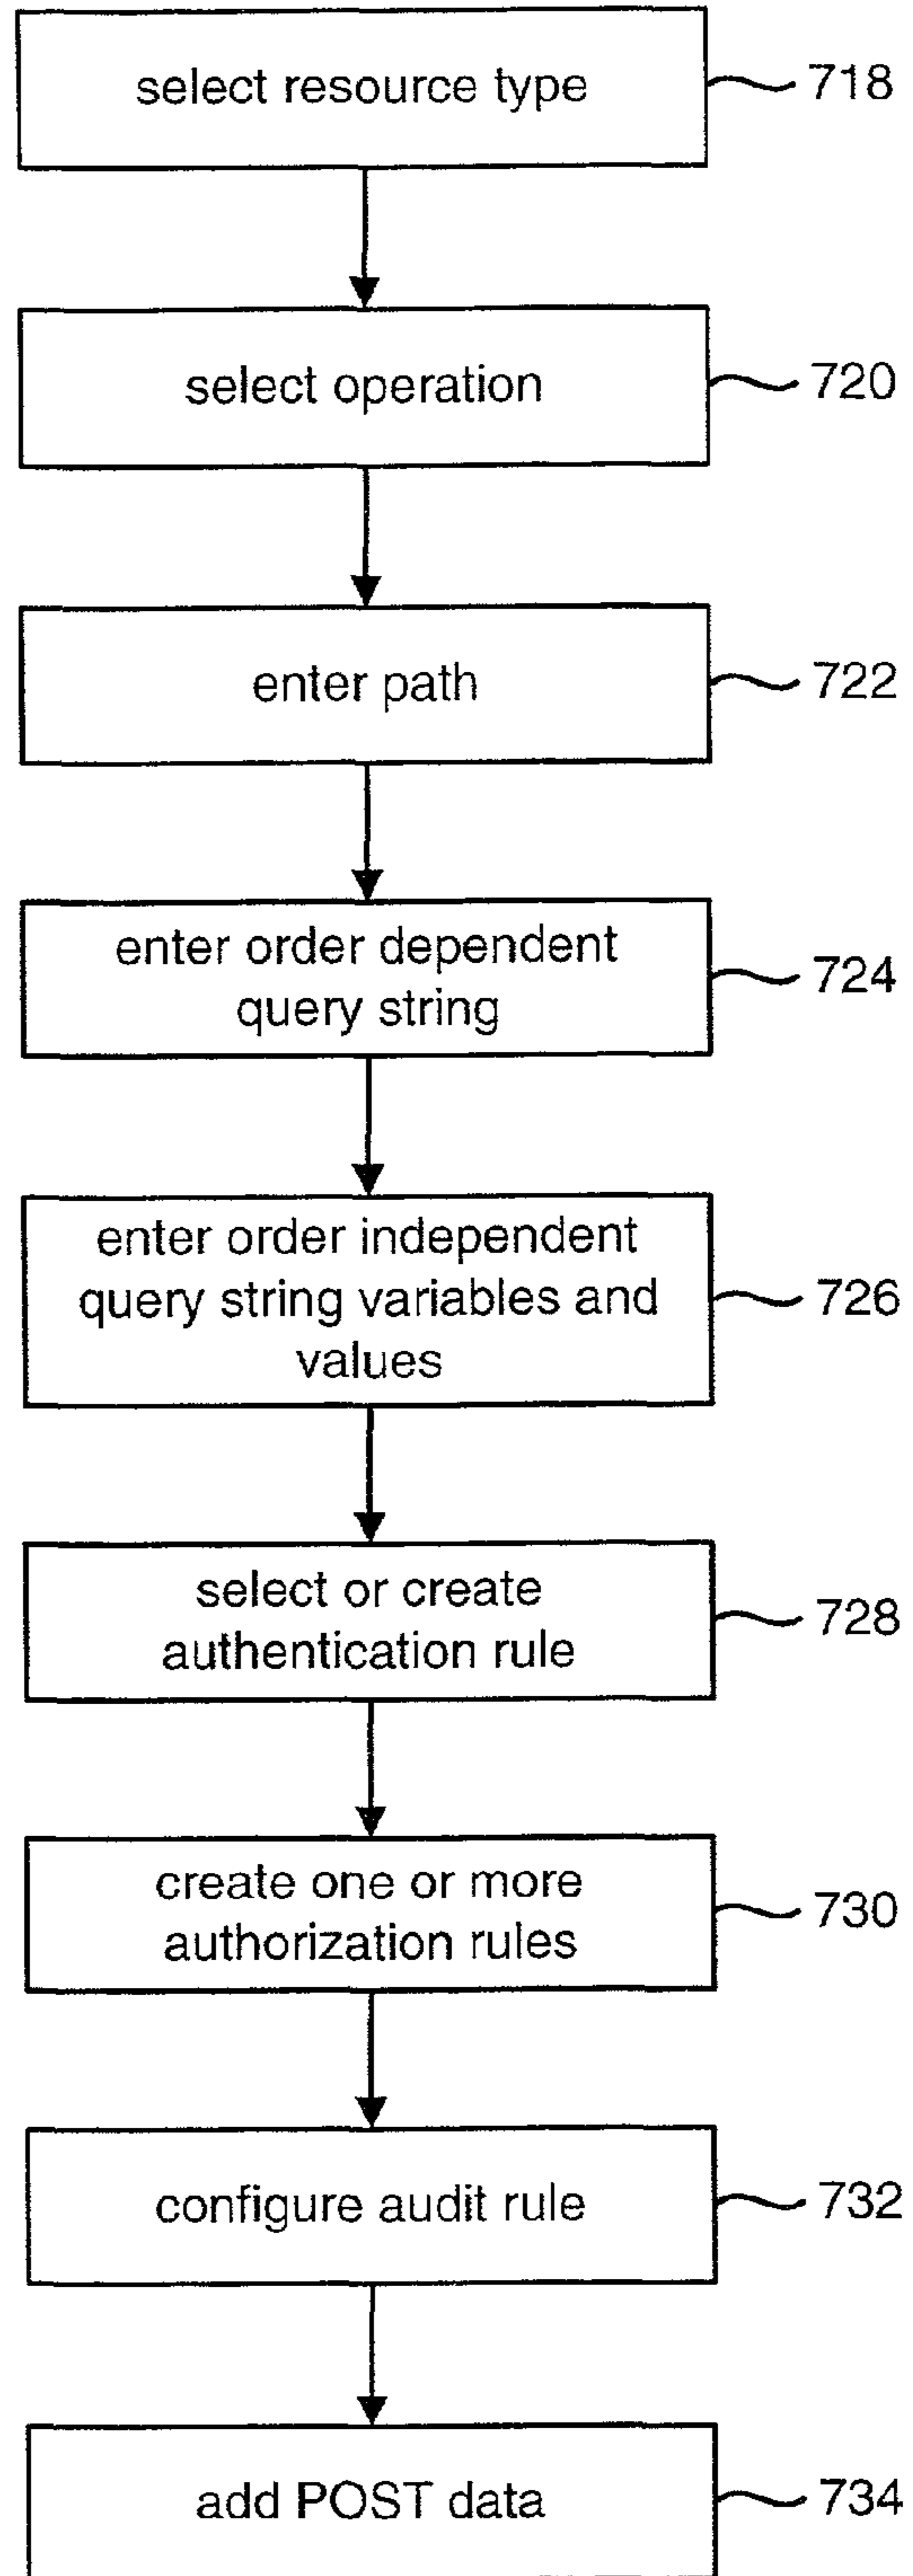 select resource type
718
select operation
720
enter path
722
enter order dependent
query string
724
enter order independent
query string variables and
values
726
select or create
authentication rule
728
create one or more
authorization rules
730
configure audit rule
732
add POST data
734